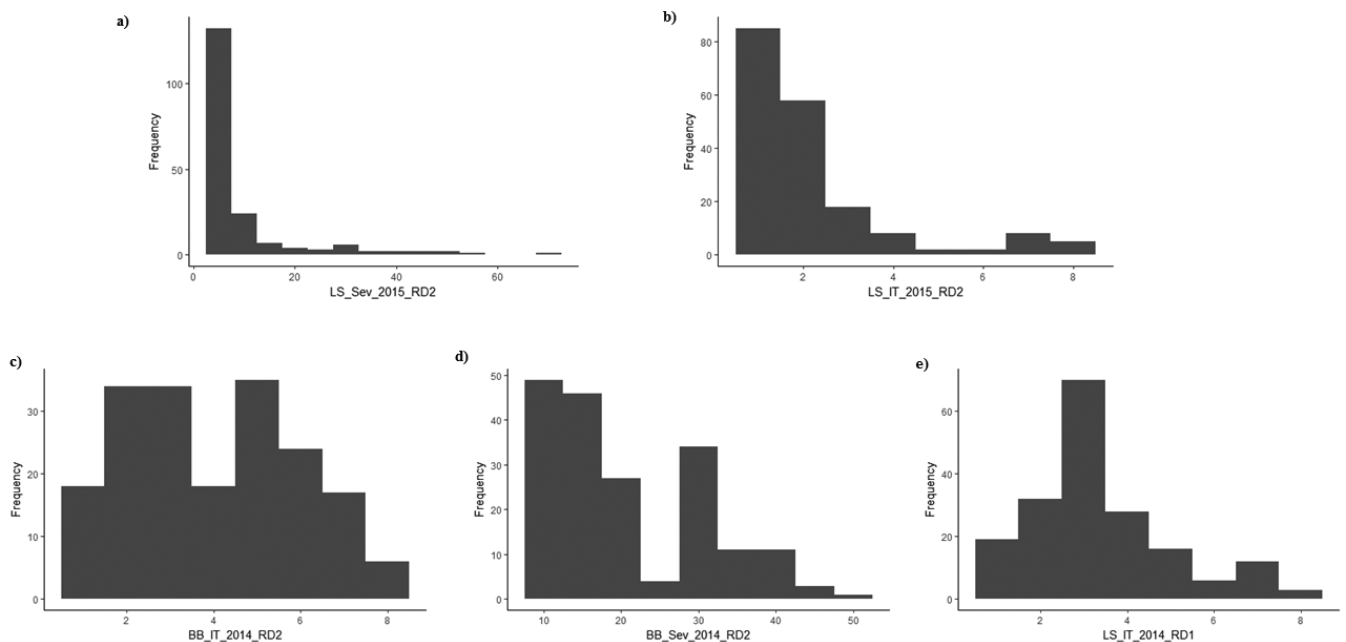 a)
Frequency
100
50
0
0 20 40 60
LS_Sev_2015_RD2
b)
Frequency
80
60
40
20
0
2 4 6 8
LS_IT_2015_RD2
c)
Frequency
30
20
10
0
2 4 6 8
BB_IT_2014_RD2
d)
Frequency
50
40
30
20
10
0
10 20 30 40 50
BB_Sev_2014_RD2
e)
Frequency
60
40
20
0
2 4 6 8
LS_IT_2014_RD1